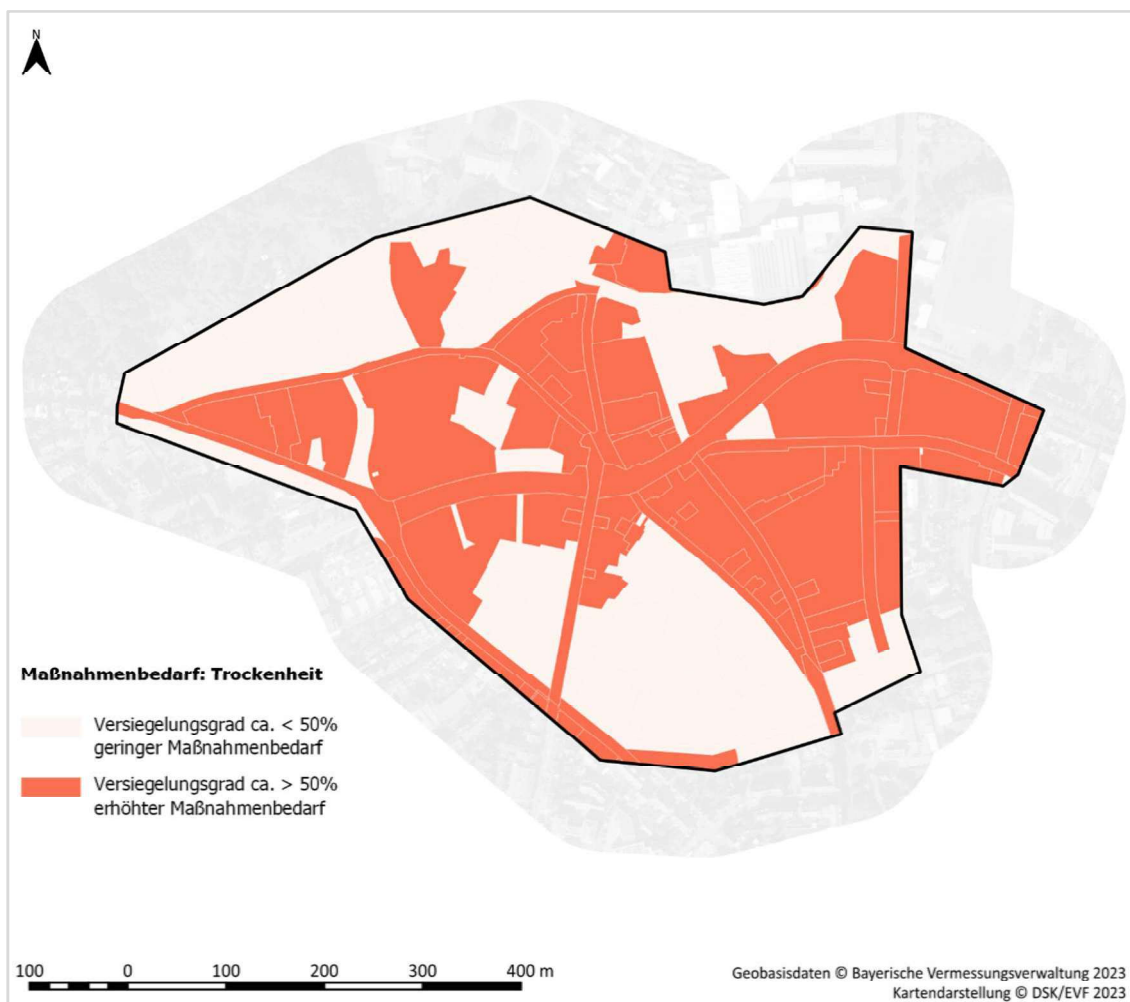 N
Maßnahmenbedarf: Trockenheit
Versiegelungsgrad ca. < 50%
geringer Maßnahmenbedarf
Versiegelungsgrad ca. > 50%
erhöhter Maßnahmenbedarf
100 0 100 200 300 400 m
Geobasisdaten © Bayerische Vermessungsverwaltung 2023
Kartendarstellung © DSK/EVF 2023